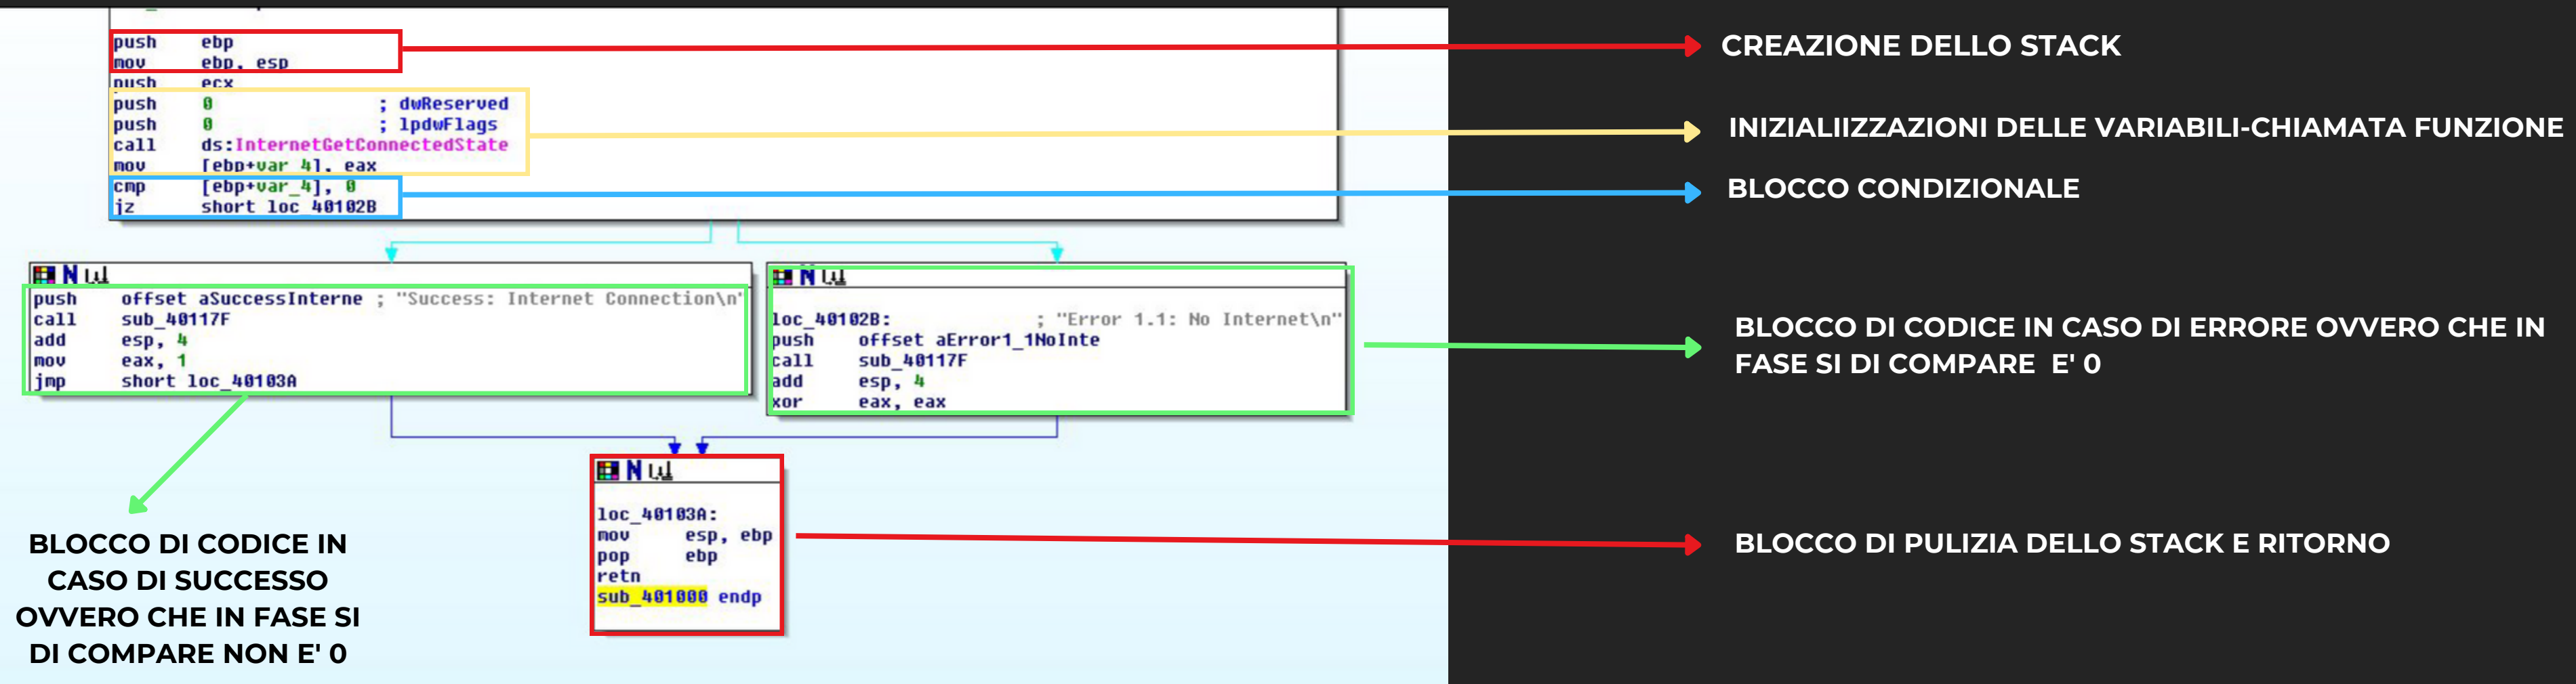 push ebp
mov ebp, esp
push ecx
push 0 ; dwReserved
push 0 ; lpdwFlags
call ds:InternetGetConnectedState
mov [ebp+var_4], eax
cmp [ebp+var_4], 0
jz short loc_40102B
CREAZIONE DELLO STACK
INIZIALIIZZAZIONI DELLE VARIABILI-CHIAMATA FUNZIONE
BLOCCO CONDIZIONALE
push offset aSuccessInterne ; "Success: Internet Connection\n"
call sub_40117F
add esp, 4
mov eax, 1
jmp short loc_40103A
loc_40102B: ; "Error 1.1: No Internet\n"
push offset aError1_1NoInte
call sub_40117F
add esp, 4
xor eax, eax
BLOCCO DI CODICE IN CASO DI ERRORE OVVERO CHE IN
FASE SI DI COMPARE E' 0
loc_40103A:
mov esp, ebp
pop ebp
retn
sub_401000 endp
BLOCCO DI PULIZIA DELLO STACK E RITORNO
BLOCCO DI CODICE IN
CASO DI SUCCESSO
OVVERO CHE IN FASE SI
DI COMPARE NON E' 0